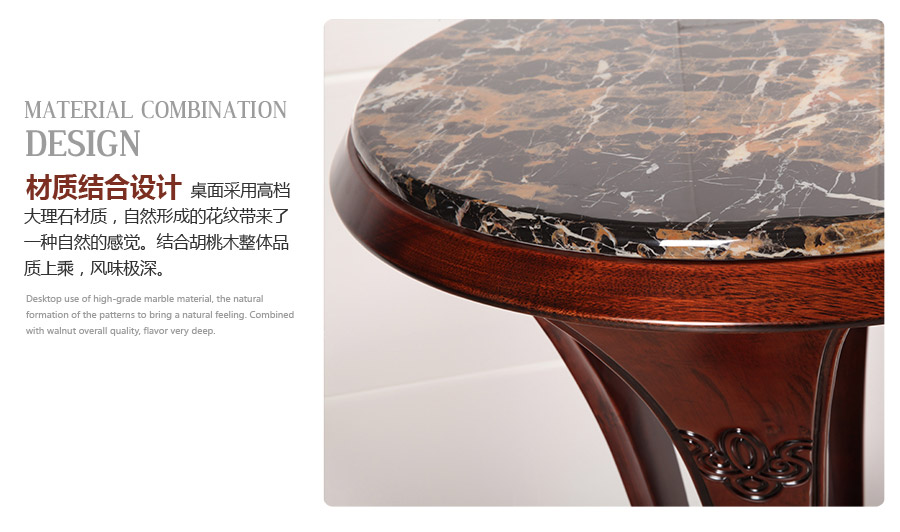 MATERIAL COMBINATION
DESIGN
材质结合设计 桌面采用高档
大理石材质，自然形成的花纹带来了
一种自然的感觉。结合胡桃木整体品
质上乘，风味极深。
Desktop use of high-grade marble material, the natural
formation of the patterns to bring a natural feeling. Combined
with walnut overall quality, flavor very deep.